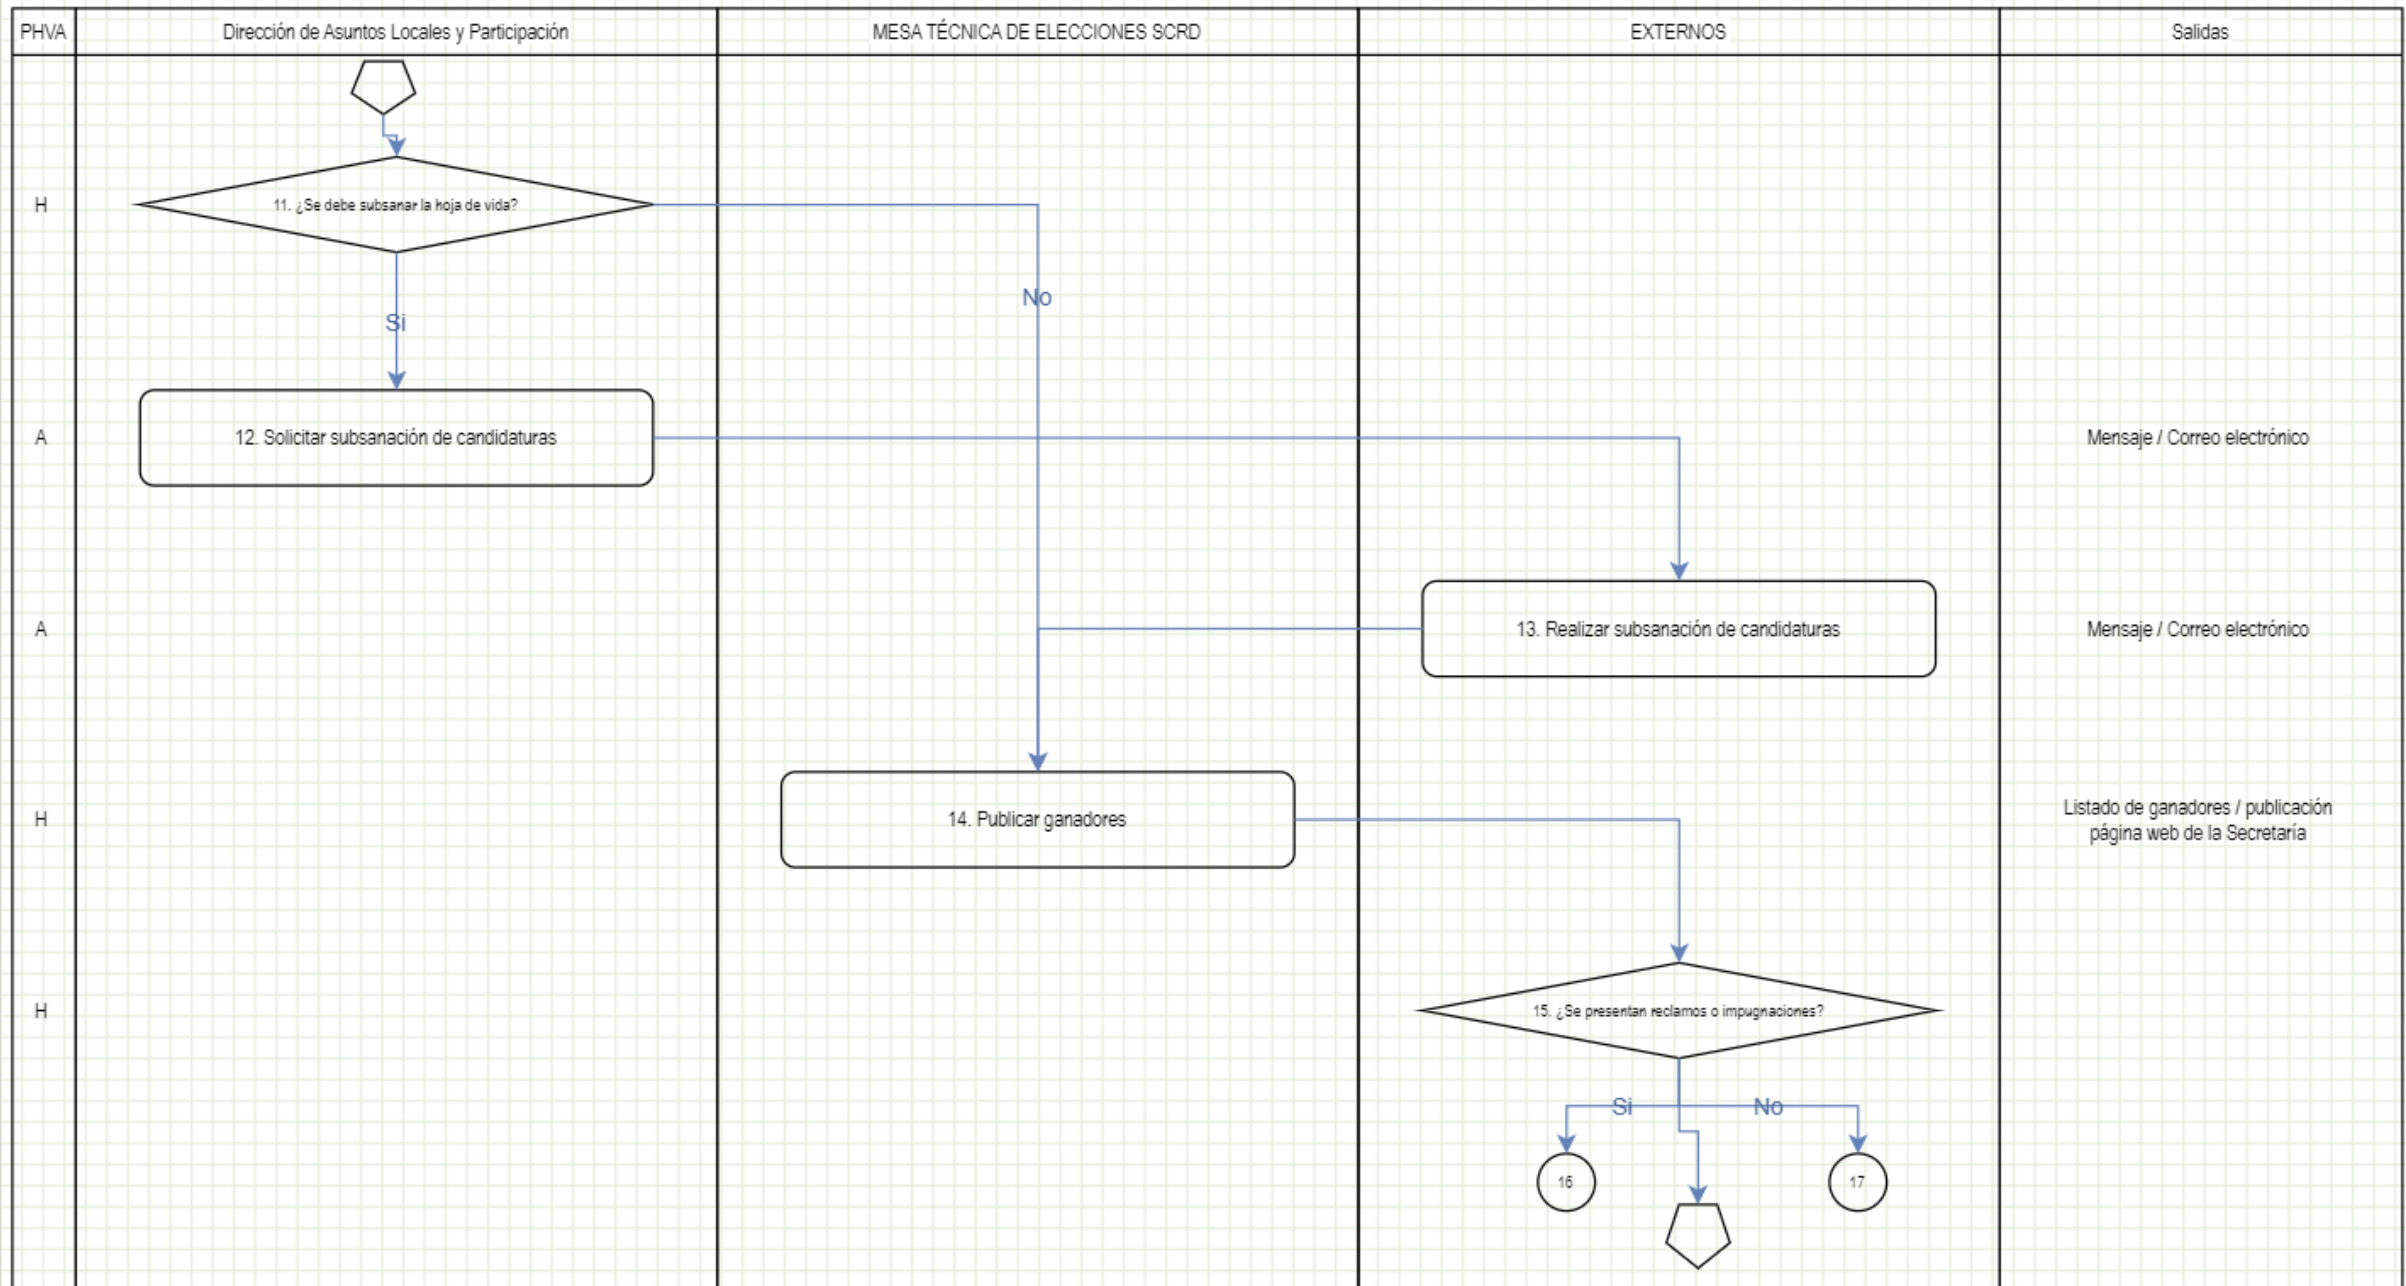 PHVA
Dirección de Asuntos Locales y Participación
MESA TÉCNICA DE ELECCIONES SCRD
EXTERNOS
Salidas
H
11. ¿Se debe subsanar la hoja de vida?
No
Si
A
12. Solicitar subsanación de candidaturas
Mensaje / Correo electrónico
A
13. Realizar subsanación de candidaturas
Mensaje / Correo electrónico
H
14. Publicar ganadores
Listado de ganadores / publicación
página web de la Secretaría
H
15. ¿Se presentan reclamos o impugnaciones?
Si
No
16
17